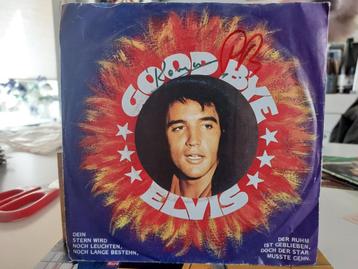 GOOD BYE
ELVIS
DEIN
STERN WIRD
NOCH LEUCHTEN,
NOCH LANGE BESTEHN,
DER RUHM
IST GEBLIEBEN,
DOCH DER STAR
MUSSTE GEHN.